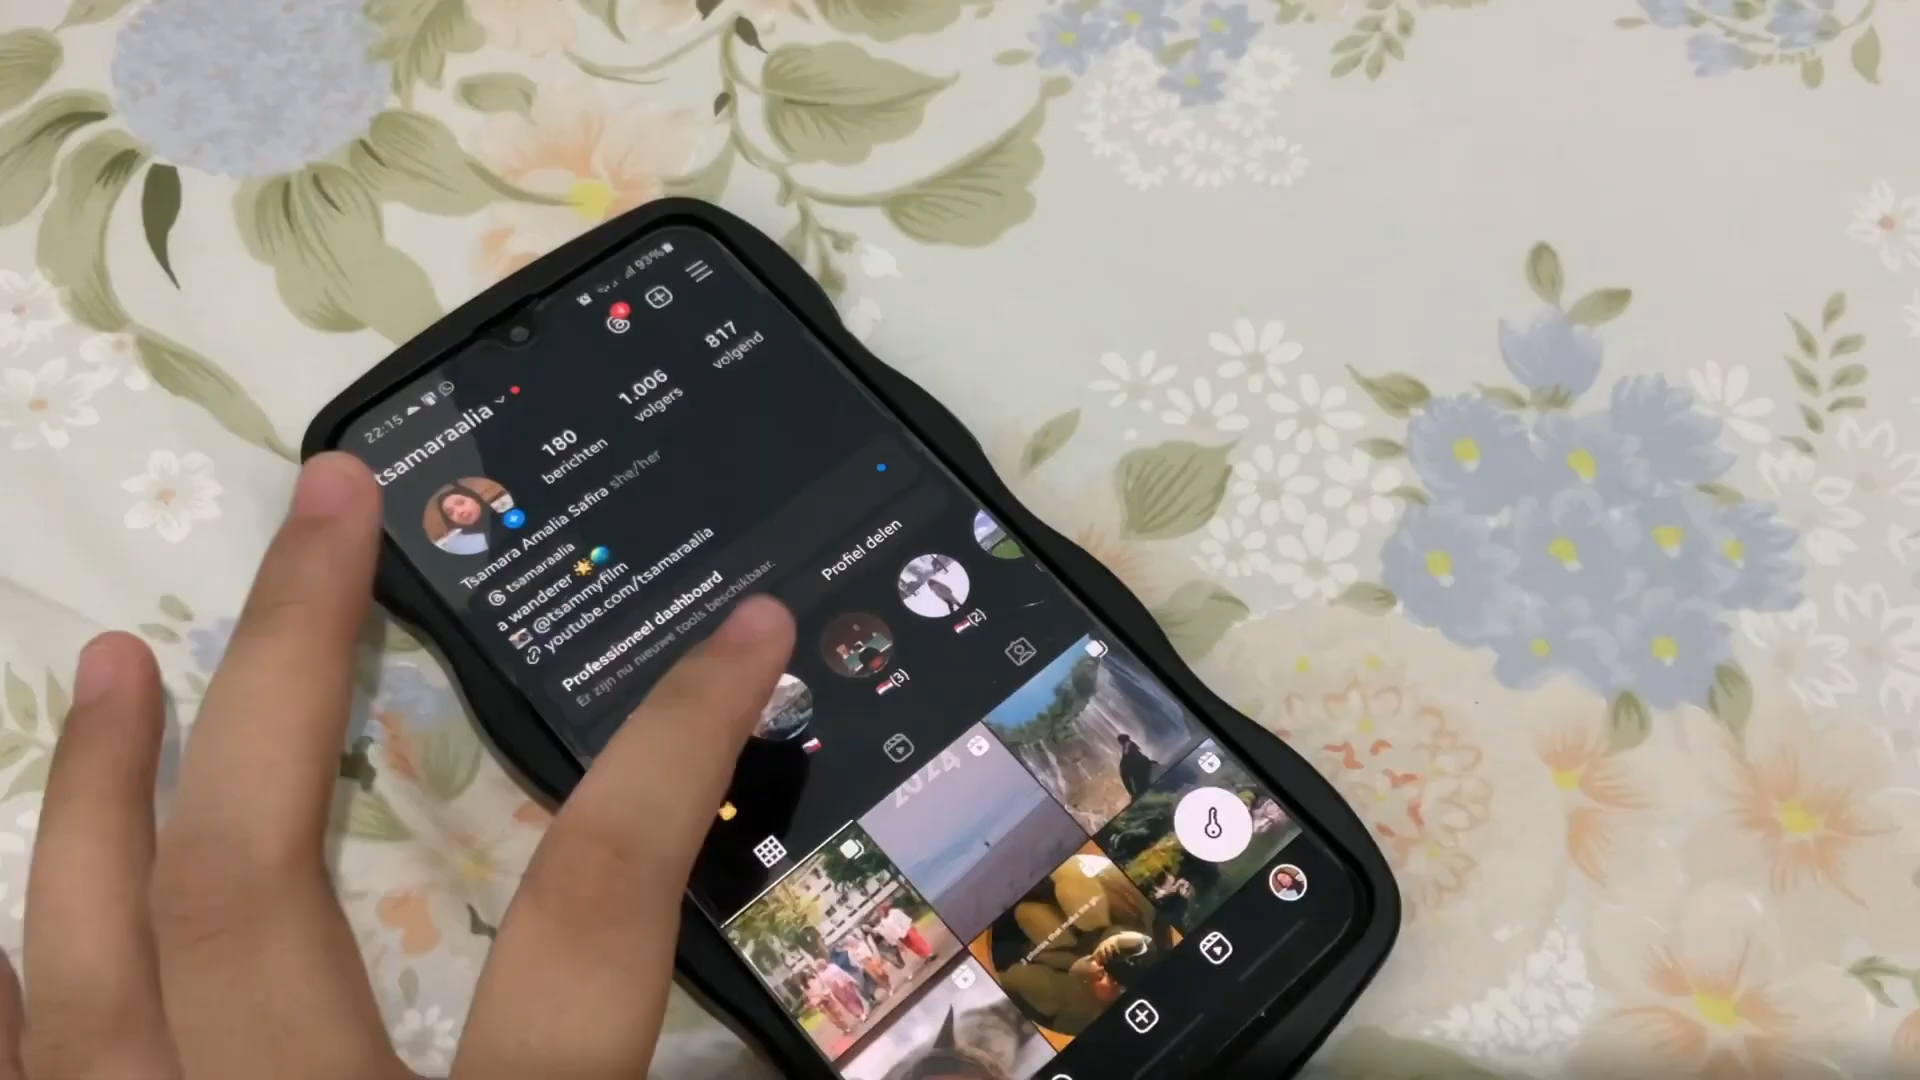 22:15
93%
tsamaraalia
180
berichten
1.006
volgers
817
volgend
Tsamara Amalia Safira she/her
tsamaraalia
a wanderer
@tsammyfilm
youtube.com/tsamaraalia
Professioneel dashboard
Er zijn nu nieuwe tools beschikbaar.
Profiel delen
(3)
(2)
2024